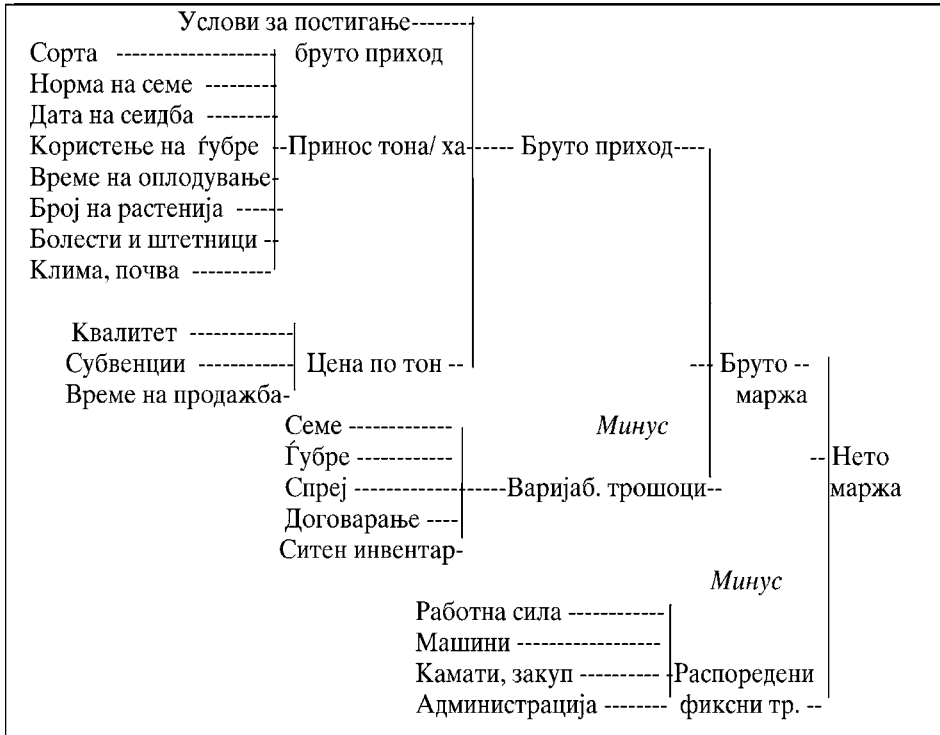 Услови за постигање
Сорта бруто приход
Норма на семе
Дата на сеидба
Користење на ѓубре Принос тона/ ха Бруто приход
Време на оплодување
Број на растенија
Болести и штетници
Клима, почва
Квалитет
Субвенции Цена по тон Бруто
Време на продажба маржа
Семе Минус
Ѓубре Нето
Спреј Варијаб. трошоци маржа
Договарање
Ситен инвентар
Минус
Работна сила
Машини
Камати, закуп Распоредени
Администрација фиксни тр.